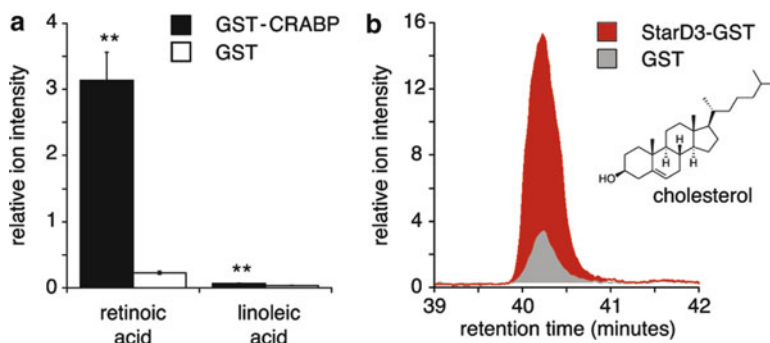 a
relative ion intensity
4
3
2
1
0
**
**
GST-CRABP
GST
retinoic
acid
linoleic
acid
b
relative ion intensity
16
12
8
4
0
StarD3-GST
GST
HO
H
H
H
cholesterol
39
40
41
42
retention time (minutes)